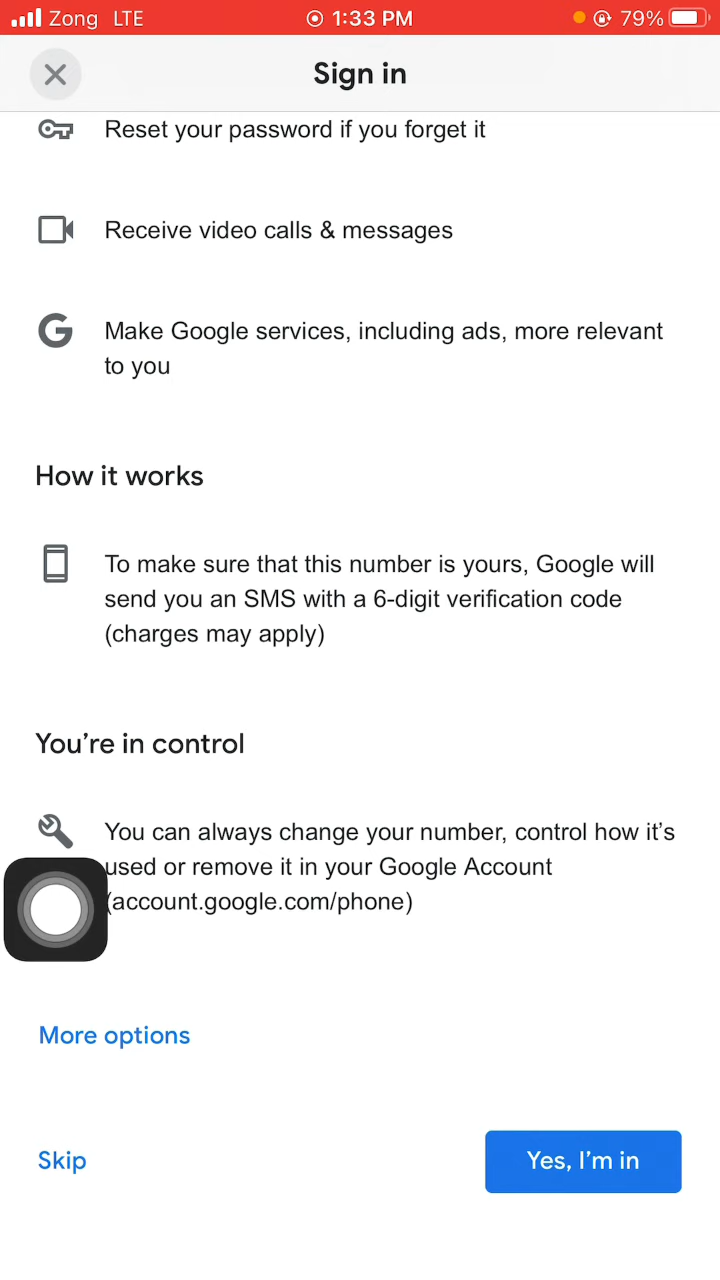 Zong LTE 1:33 PM 79%
Sign in
Reset your password if you forget it
Receive video calls & messages
Make Google services, including ads, more relevant
to you
How it works
To make sure that this number is yours, Google will
send you an SMS with a 6-digit verification code
(charges may apply)
You’re in control
You can always change your number, control how it’s
used or remove it in your Google Account
(account.google.com/phone)
More options
Skip
Yes, I’m in